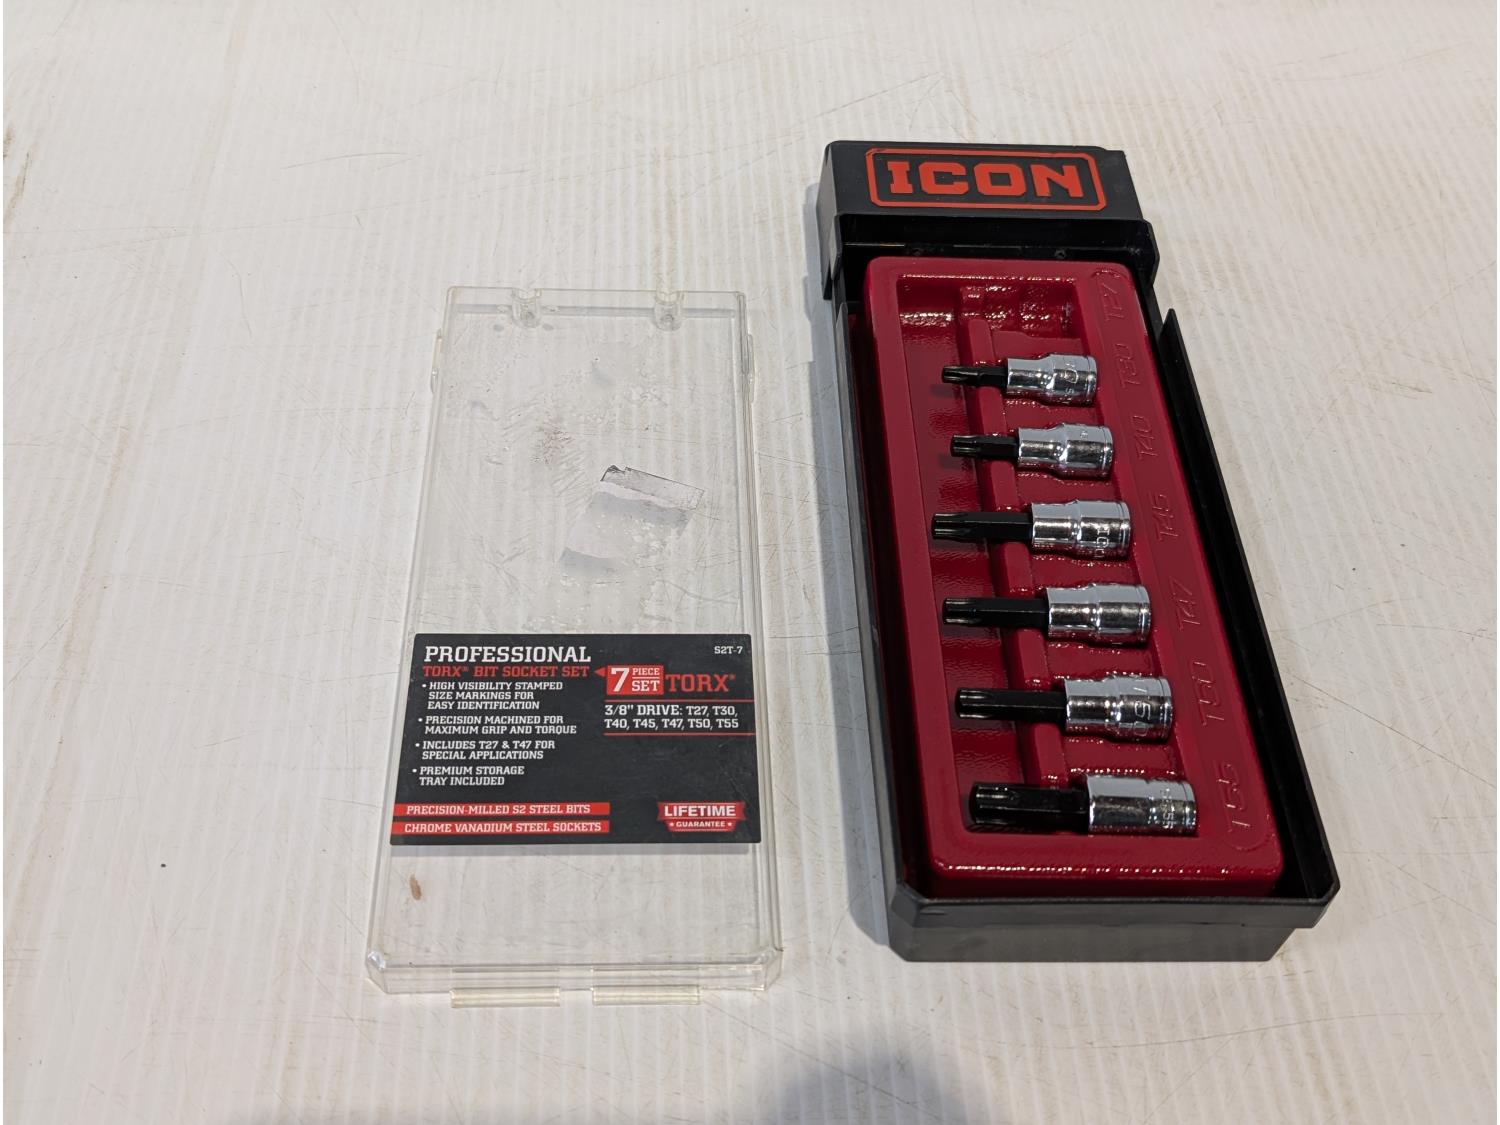 ICON
T27
T30
T40
T45
T47
T50
T55
PROFESSIONAL
S2T-7
TORX® BIT SOCKET SET
7 PIECE SET TORX®
• HIGH VISIBILITY STAMPED
SIZE MARKINGS FOR
EASY IDENTIFICATION
• PRECISION MACHINED FOR
MAXIMUM GRIP AND TORQUE
• INCLUDES T27 & T47 FOR
SPECIAL APPLICATIONS
• PREMIUM STORAGE
TRAY INCLUDED
3/8" DRIVE: T27, T30,
T40, T45, T47, T50, T55
PRECISION-MILLED S2 STEEL BITS
CHROME VANADIUM STEEL SOCKETS
LIFETIME
★ GUARANTEE ★